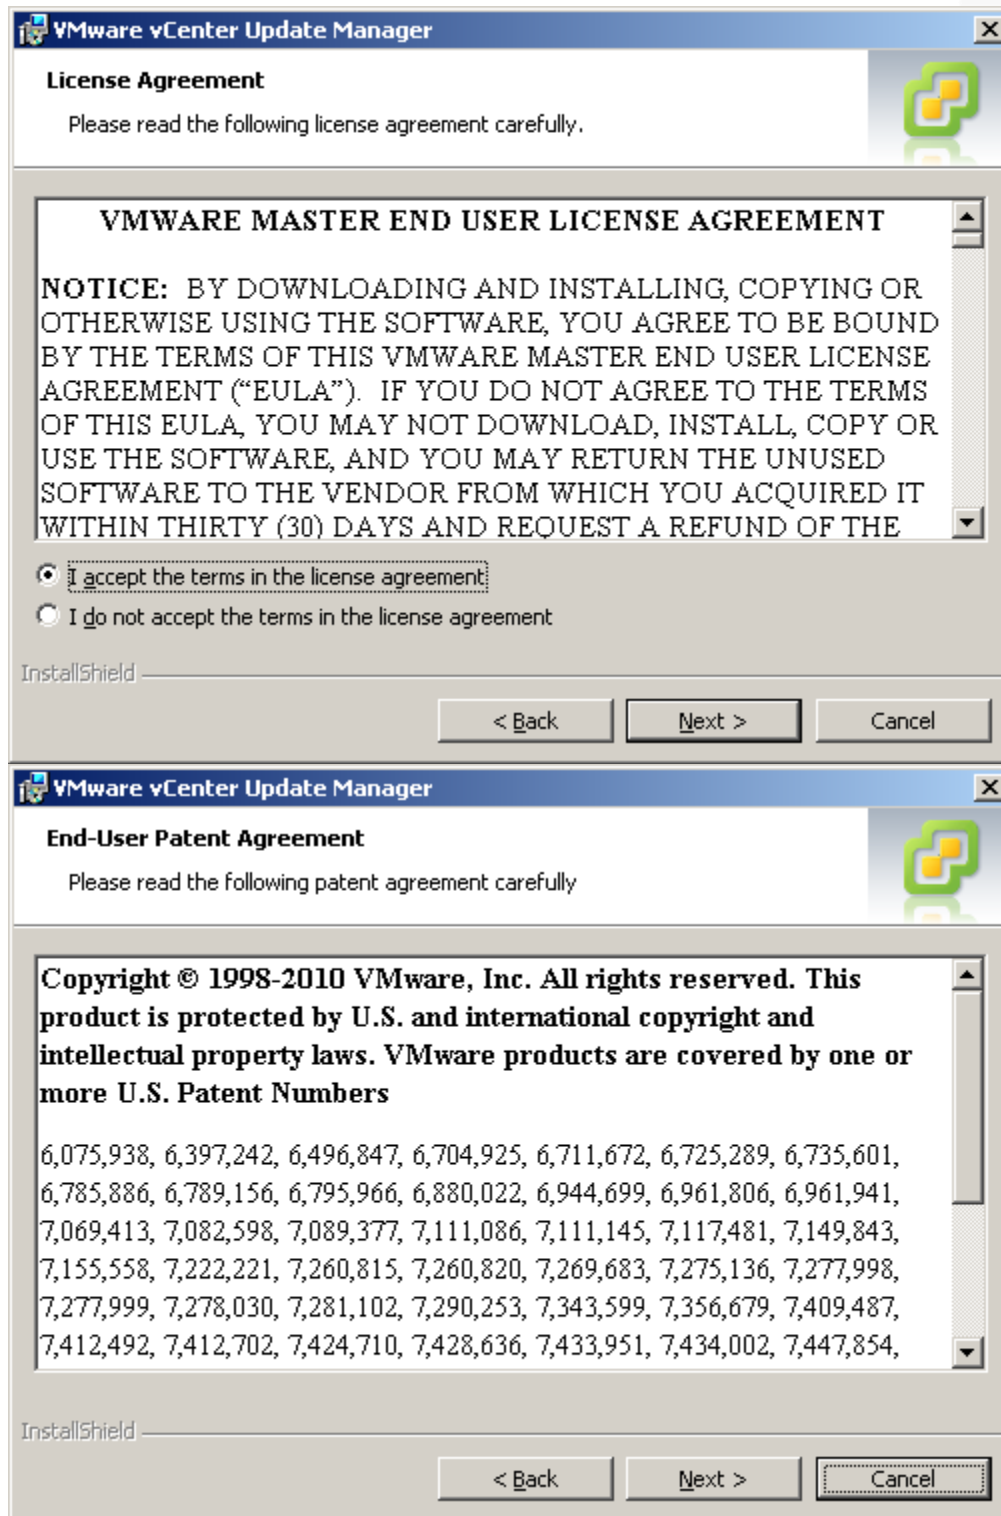 VMware vCenter Update Manager
License Agreement
Please read the following license agreement carefully.
VMWARE MASTER END USER LICENSE AGREEMENT
NOTICE:  BY DOWNLOADING AND INSTALLING, COPYING OR
OTHERWISE USING THE SOFTWARE, YOU AGREE TO BE BOUND
BY THE TERMS OF THIS VMWARE MASTER END USER LICENSE
AGREEMENT (“EULA”).  IF YOU DO NOT AGREE TO THE TERMS
OF THIS EULA, YOU MAY NOT DOWNLOAD, INSTALL, COPY OR
USE THE SOFTWARE, AND YOU MAY RETURN THE UNUSED
SOFTWARE TO THE VENDOR FROM WHICH YOU ACQUIRED IT
WITHIN THIRTY (30) DAYS AND REQUEST A REFUND OF THE
I accept the terms in the license agreement
I do not accept the terms in the license agreement
InstallShield
< Back Next > Cancel
VMware vCenter Update Manager
End-User Patent Agreement
Please read the following patent agreement carefully
Copyright © 1998-2010 VMware, Inc. All rights reserved. This
product is protected by U.S. and international copyright and
intellectual property laws. VMware products are covered by one or
more U.S. Patent Numbers
6,075,938, 6,397,242, 6,496,847, 6,704,925, 6,711,672, 6,725,289, 6,735,601,
6,785,886, 6,789,156, 6,795,966, 6,880,022, 6,944,699, 6,961,806, 6,961,941,
7,069,413, 7,082,598, 7,089,377, 7,111,086, 7,111,145, 7,117,481, 7,149,843,
7,155,558, 7,222,221, 7,260,815, 7,260,820, 7,269,683, 7,275,136, 7,277,998,
7,277,999, 7,278,030, 7,281,102, 7,290,253, 7,343,599, 7,356,679, 7,409,487,
7,412,492, 7,412,702, 7,424,710, 7,428,636, 7,433,951, 7,434,002, 7,447,854,
InstallShield
< Back Next > Cancel